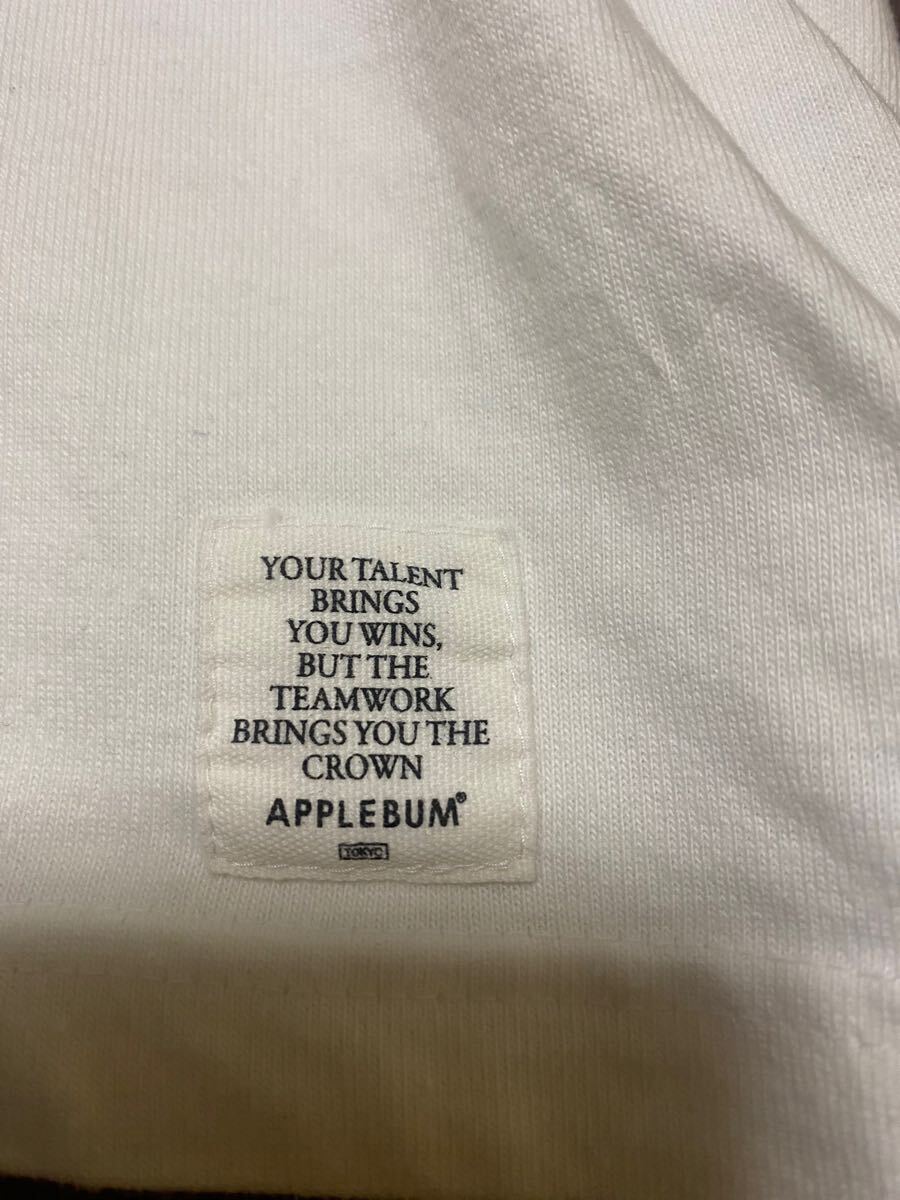 YOUR TALENT
BRINGS
YOU WINS,
BUT THE
TEAMWORK
BRINGS YOU THE
CROWN
APPLEBUM®
TOKYO